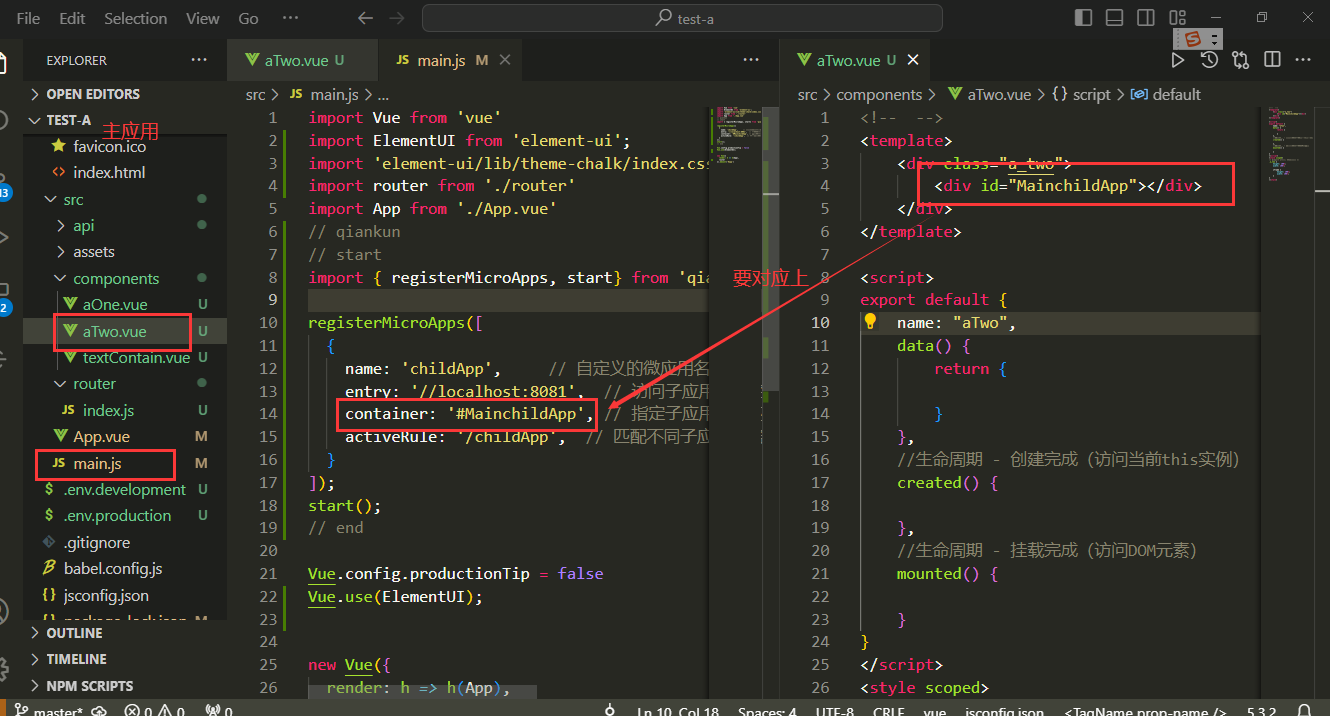 File Edit Selection View Go ···
test-a
EXPLORER ···
OPEN EDITORS
TEST-A
主应用
favicon.ico
index.html
src
api
assets
components
aOne.vue U
aTwo.vue U
textContain.vue U
router
index.js U
App.vue M
main.js M
.env.development U
.env.production U
.gitignore
babel.config.js
jsconfig.json
package-lock.json M
OUTLINE
TIMELINE
NPM SCRIPTS
aTwo.vue U
main.js M
src > main.js > ...
1 import Vue from 'vue'
2 import ElementUI from 'element-ui';
3 import 'element-ui/lib/theme-chalk/index.css
4 import router from './router'
5 import App from './App.vue'
6 // qiankun
7 // start
8 import { registerMicroApps, start} from 'qia
9
10 registerMicroApps([
11 {
12 name: 'childApp', // 自定义的微应用名
13 entry: '//localhost:8081', // 访问子应用
14 container: '#MainchildApp', // 指定子应用
15 activeRule: '/childApp', // 匹配不同子应
16 }
17 ]);
18 start();
19 // end
20
21 Vue.config.productionTip = false
22 Vue.use(ElementUI);
23
24
25 new Vue({
26 render: h => h(App),
要对应上
aTwo.vue U
src > components > aTwo.vue > {} script > default
1 <!-- -->
2 <template>
3 <div class="a_two">
4 <div id="MainchildApp"></div>
5 </div>
6 </template>
7
8 <script>
9 export default {
10 name: "aTwo",
11 data() {
12 return {
13
14 }
15 },
16 //生命周期 - 创建完成（访问当前this实例）
17 created() {
18
19 },
20 //生命周期 - 挂载完成（访问DOM元素）
21 mounted() {
22
23 }
24 }
25 </script>
26 <style scoped>
master* 0 0 0
Ln 10, Col 18 Spaces: 4 UTF-8 CRLF vue jsconfig.json <TagName prop-name /> 5.3.2